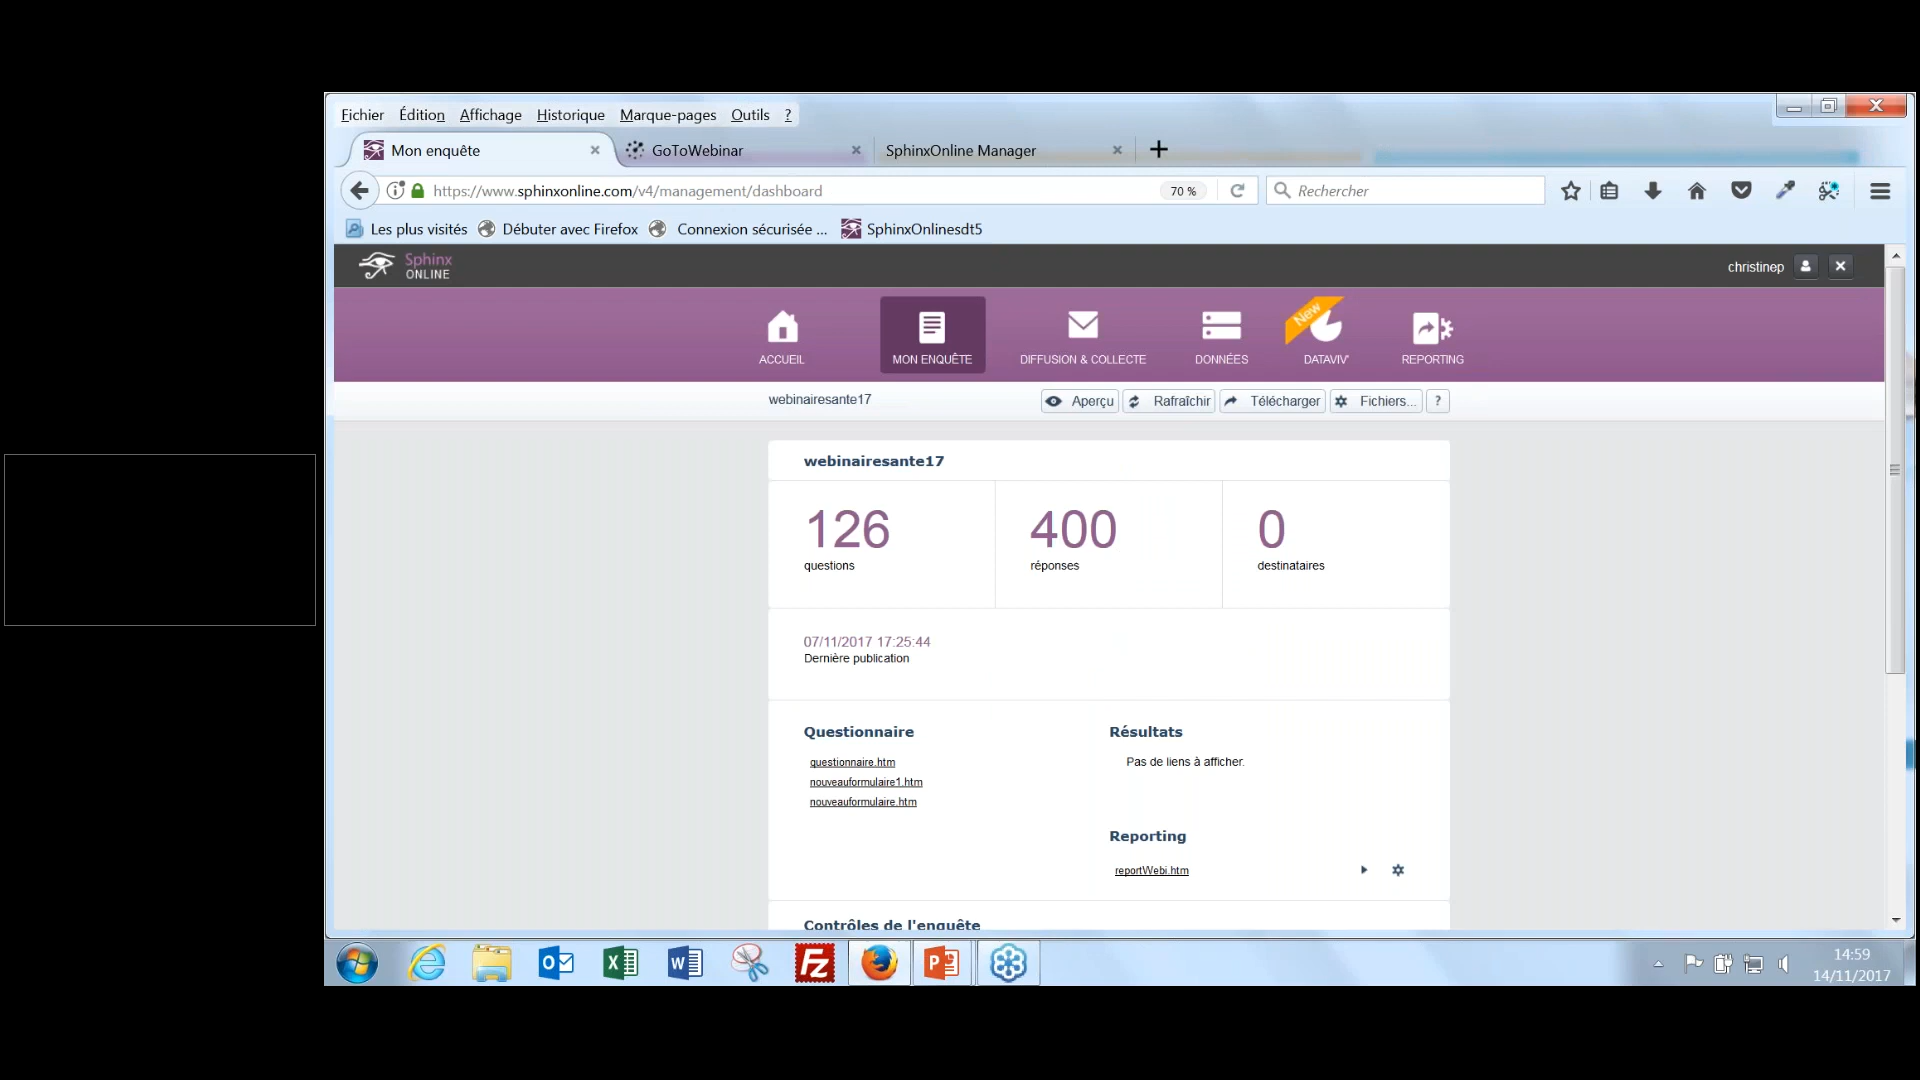 Fichier Édition Affichage Historique Marque-pages Outils ?
Mon enquête GoToWebinar SphinxOnline Manager
https://www.sphinxonline.com/v4/management/dashboard 70 % Rechercher
Les plus visités Débuter avec Firefox Connexion sécurisée ... SphinxOnlinesdt5
Sphinx
ONLINE
christinep
New
ACCUEIL MON ENQUÊTE DIFFUSION & COLLECTE DONNÉES DATAVIV' REPORTING
webinairesante17 Aperçu Rafraîchir Télécharger Fichiers... ?
webinairesante17
126 400 0
questions réponses destinataires
07/11/2017 17:25:44
Dernière publication
Questionnaire
questionnaire.htm
nouveauformulaire1.htm
nouveauformulaire.htm
Résultats
Pas de liens à afficher.
Reporting
reportWebi.htm
Contrôles de l'enquête
14:59
14/11/2017